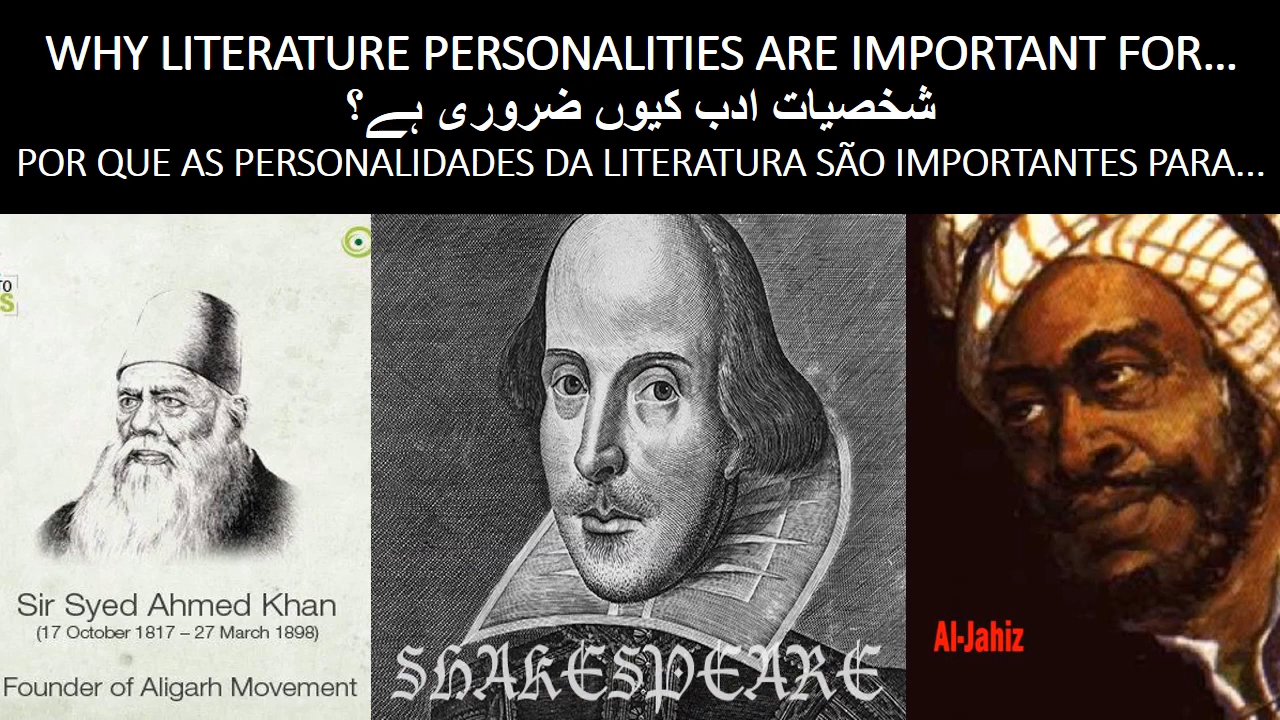 WHY LITERATURE PERSONALITIES ARE IMPORTANT FOR...
شخصیات ادب کیوں ضروری ہے؟
POR QUE AS PERSONALIDADES DA LITERATURA SÃO IMPORTANTES PARA...
TO
S
Sir Syed Ahmed Khan
(17 October 1817 – 27 March 1898)
Founder of Aligarh Movement
SHAKESPEARE
Al-Jahiz